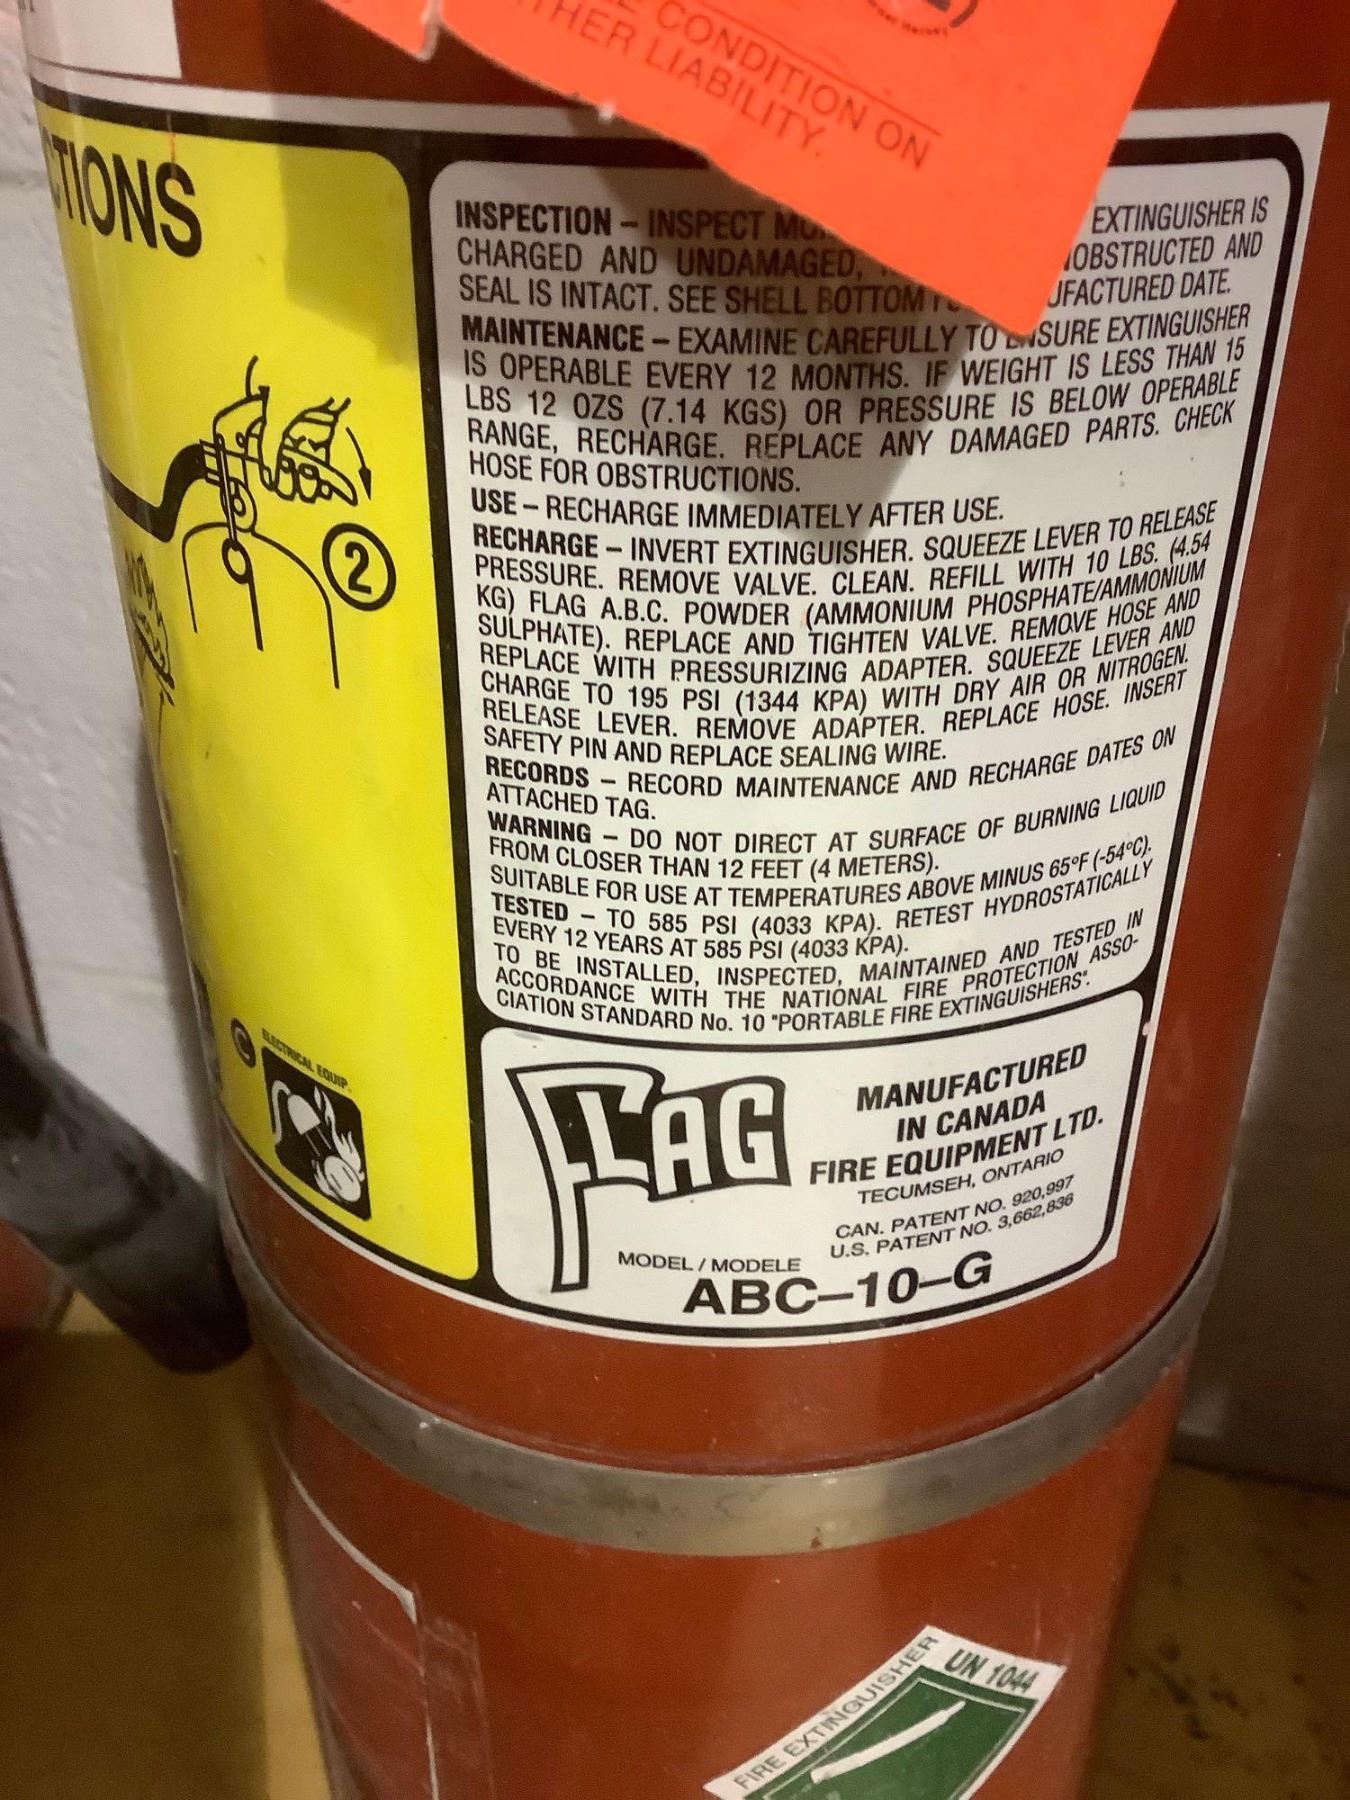 E CONDITION ON
THER LIABILITY.
CTIONS
INSPECTION – INSPECT EXTINGUISHER IS
CHARGED AND UNDAMAGED, AND
SEAL IS INTACT. SEE SHELL BOTTOM DATE.
MAINTENANCE – EXAMINE CAREFULLY TO ENSURE EXTINGUISHER
IS OPERABLE EVERY 12 MONTHS. IF WEIGHT IS LESS THAN 15
LBS 12 OZS (7.14 KGS) OR PRESSURE IS BELOW OPERABLE
RANGE, RECHARGE. REPLACE ANY DAMAGED PARTS. CHECK
HOSE FOR OBSTRUCTIONS.
USE – RECHARGE IMMEDIATELY AFTER USE.
RECHARGE – INVERT EXTINGUISHER. SQUEEZE LEVER TO RELEASE
PRESSURE. REMOVE VALVE. CLEAN. REFILL WITH 10 LBS. (4.54
KG) FLAG A.B.C. POWDER (AMMONIUM PHOSPHATE/AMMONIUM
SULPHATE). REPLACE AND TIGHTEN VALVE. REMOVE HOSE AND
REPLACE WITH PRESSURIZING ADAPTER. SQUEEZE LEVER AND
CHARGE TO 195 PSI (1344 KPA) WITH DRY AIR OR NITROGEN.
RELEASE LEVER. REMOVE ADAPTER. REPLACE HOSE. INSERT
SAFETY PIN AND REPLACE SEALING WIRE.
RECORDS – RECORD MAINTENANCE AND RECHARGE DATES ON
ATTACHED TAG.
WARNING – DO NOT DIRECT AT SURFACE OF BURNING LIQUID
FROM CLOSER THAN 12 FEET (4 METERS).
SUITABLE FOR USE AT TEMPERATURES ABOVE MINUS 65ºF (-54ºC).
TESTED – TO 585 PSI (4033 KPA). RETEST HYDROSTATICALLY
EVERY 12 YEARS AT 585 PSI (4033 KPA).
TO BE INSTALLED, INSPECTED, MAINTAINED AND TESTED IN
ACCORDANCE WITH THE NATIONAL FIRE PROTECTION ASSO-
CIATION STANDARD No. 10 "PORTABLE FIRE EXTINGUISHERS".
2
C
ELECTRICAL EQUIP.
FLAG
MANUFACTURED
IN CANADA
FIRE EQUIPMENT LTD.
TECUMSEH, ONTARIO
CAN. PATENT NO. 920,997
U.S. PATENT NO. 3,662,836
MODEL / MODELE
ABC–10–G
FIRE EXTINGUISHER
UN 1044